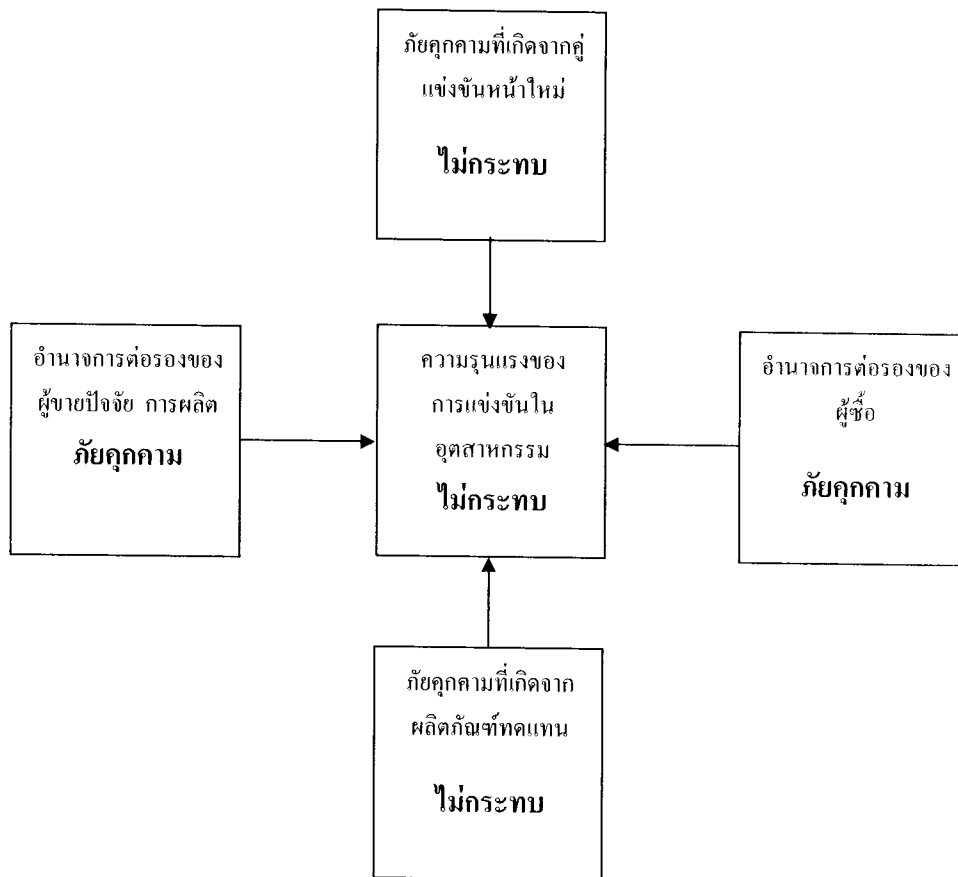 ภัยคุกคามที่เกิดจากคู่
แข่งขันหน้าใหม่
ไม่กระทบ
อำนาจการต่อรองของ
ผู้ขายปัจจัย การผลิต
ภัยคุกคาม
ความรุนแรงของ
การแข่งขันใน
อุตสาหกรรม
ไม่กระทบ
อำนาจการต่อรองของ
ผู้ซื้อ
ภัยคุกคาม
ภัยคุกคามที่เกิดจาก
ผลิตภัณฑ์ทดแทน
ไม่กระทบ